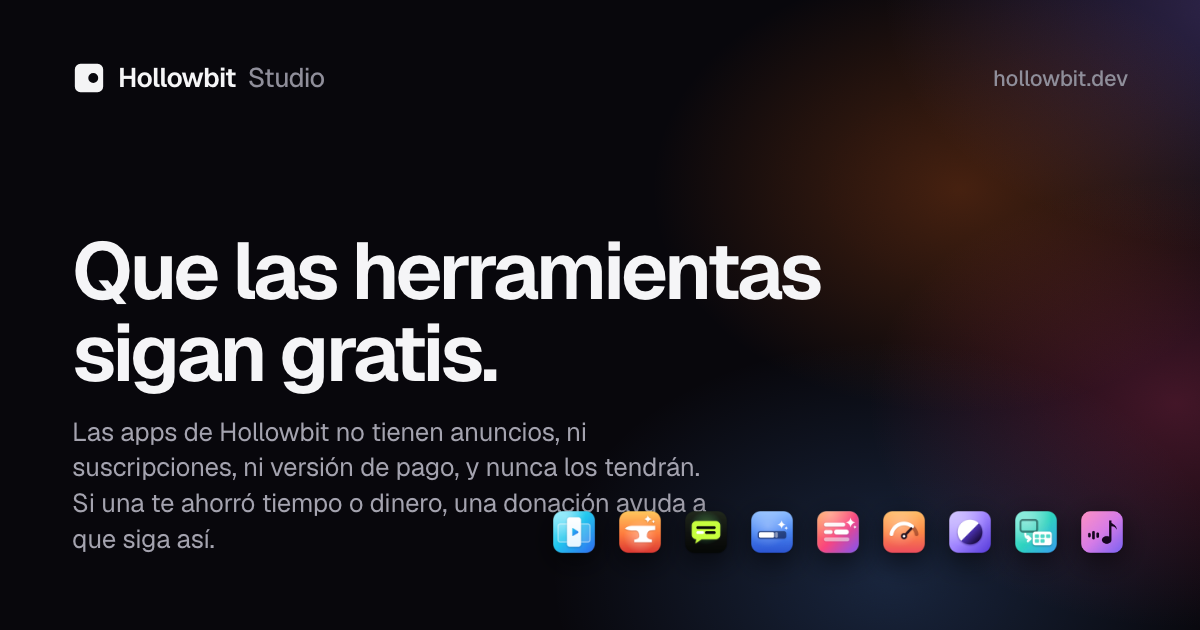 Hollowbit Studio
hollowbit.dev
Que las herramientas
sigan gratis.
Las apps de Hollowbit no tienen anuncios, ni
suscripciones, ni versión de pago, y nunca los tendrán.
Si una te ahorró tiempo o dinero, una donación ayuda a
que siga así.